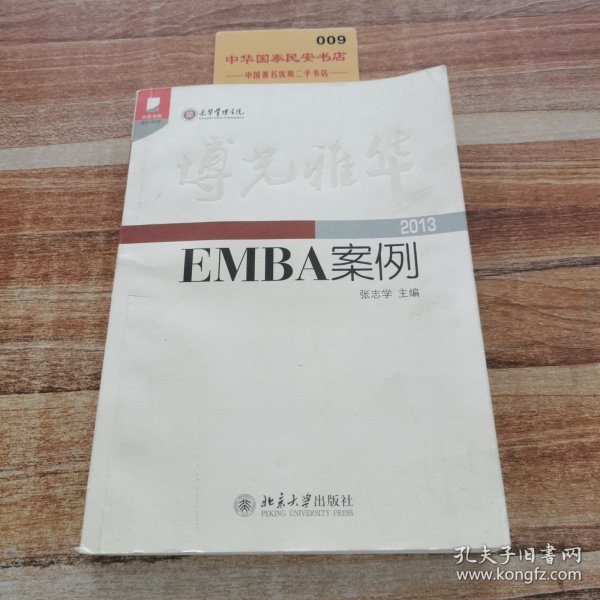 009
中华国泰民安书店
中国著名优质二手书店
光华管理学院
博光雅华
2013
EMBA案例
张志学 主编
北京大学出版社
PEKING UNIVERSITY PRESS
孔夫子旧书网
www.kongfz.com